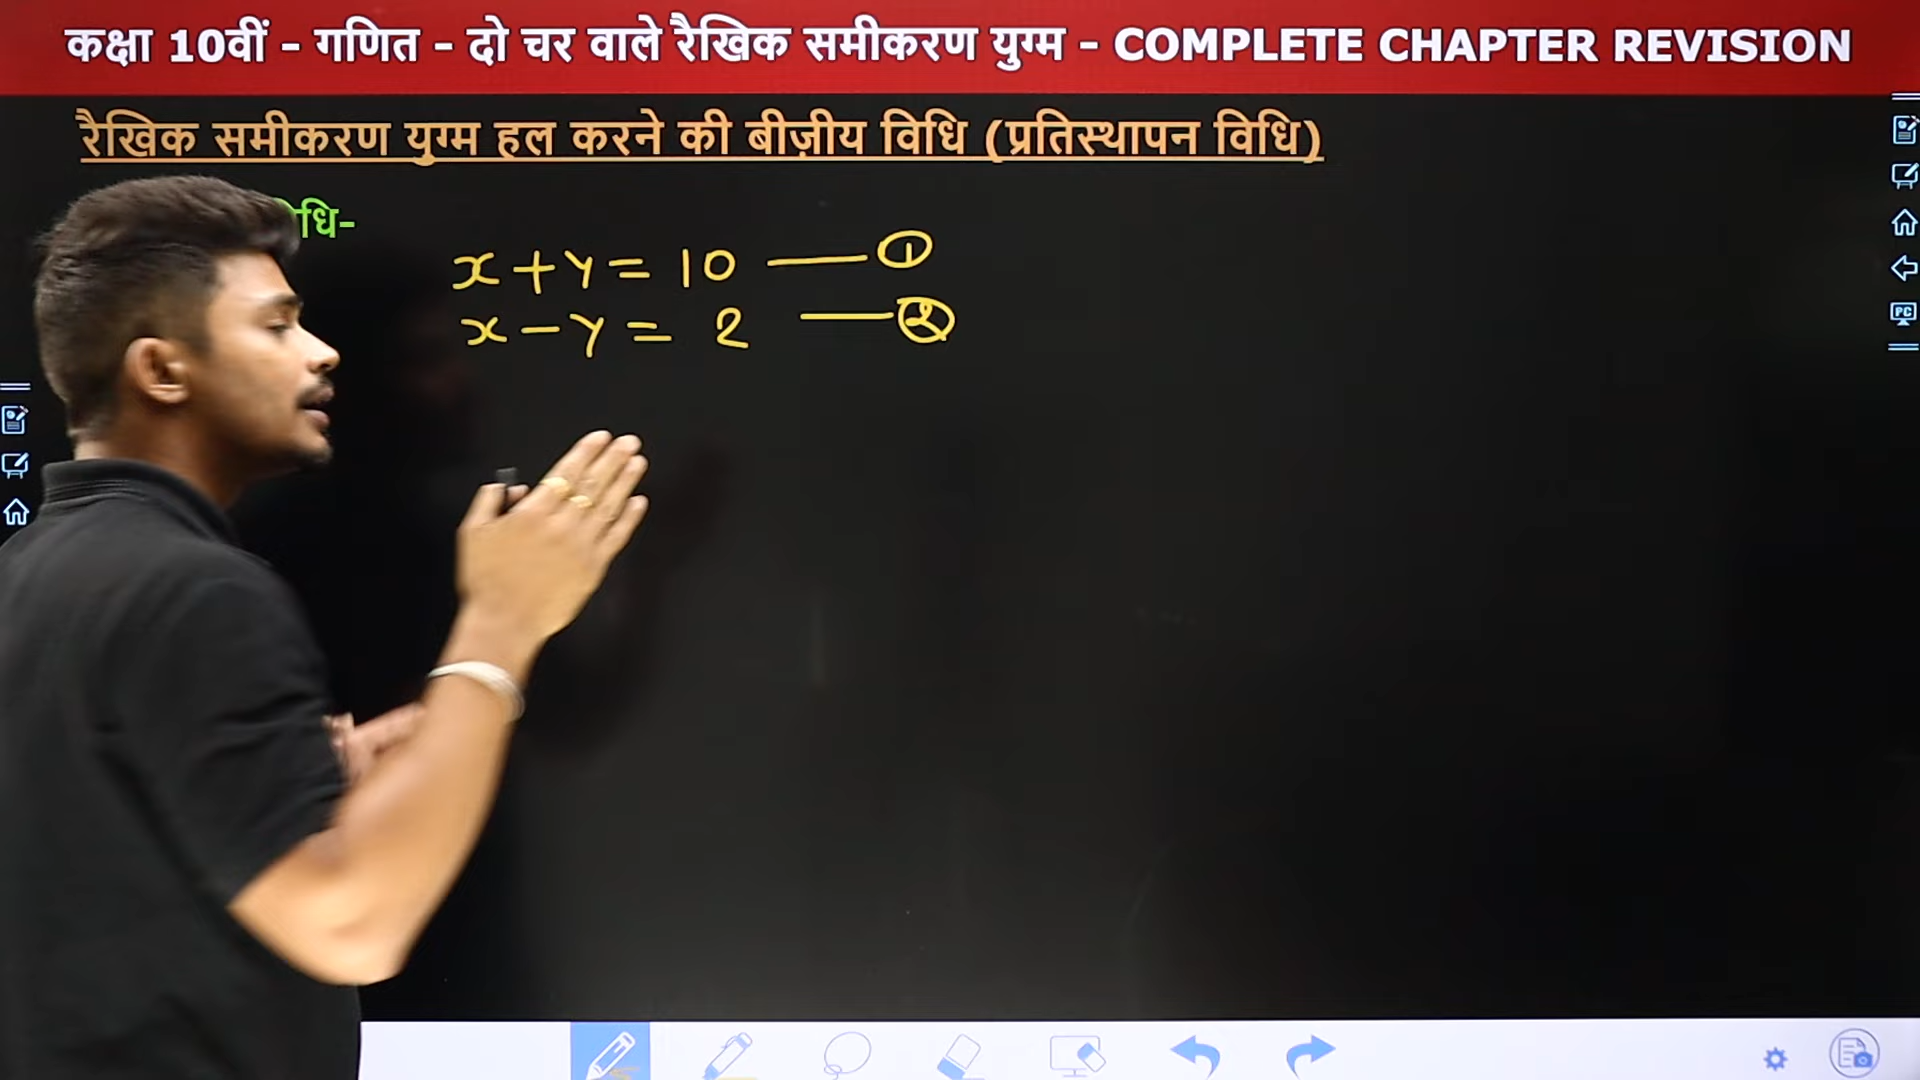 कक्षा 10वीं - गणित - दो चर वाले रैखिक समीकरण युग्म - COMPLETE CHAPTER REVISION
रैखिक समीकरण युग्म हल करने की बीज़ीय विधि (प्रतिस्थापन विधि)
x + y = 10 —— ①
x - y = 2 —— ②
PC